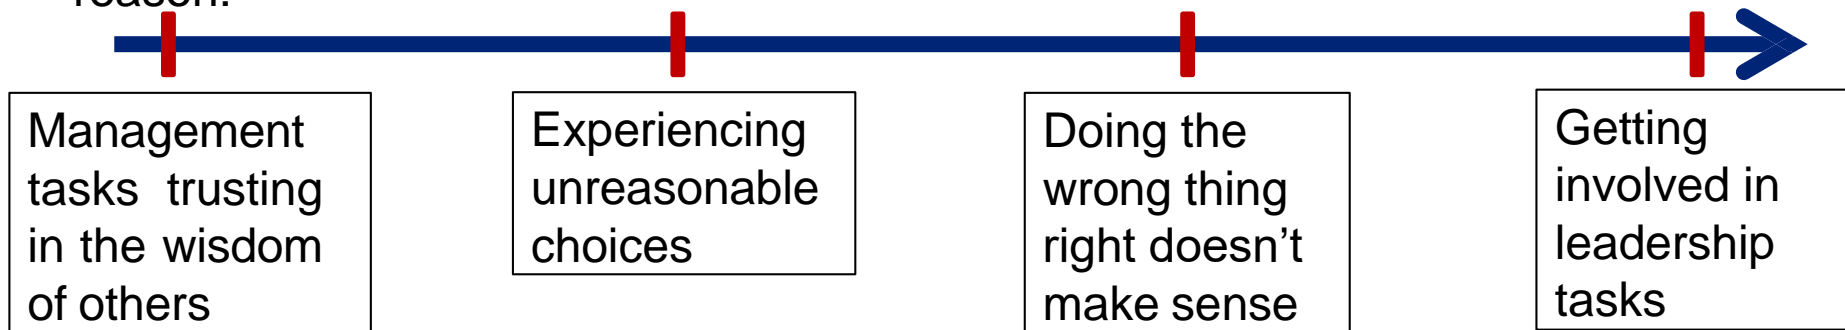 reason.
Management
tasks trusting
in the wisdom
of others
Experiencing
unreasonable
choices
Doing the
wrong thing
right doesn’t
make sense
Getting
involved in
leadership
tasks